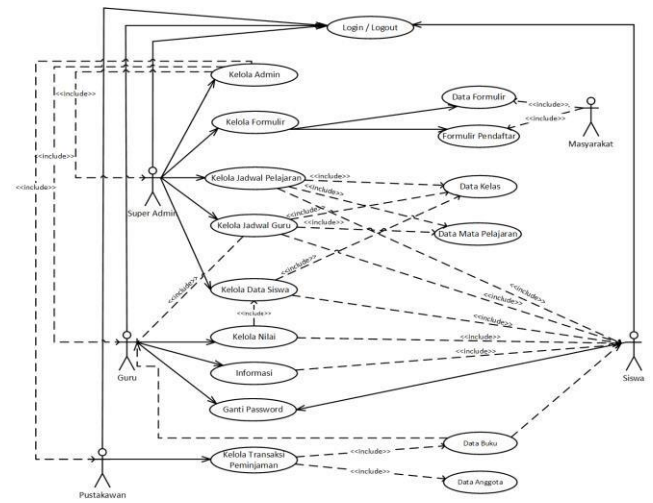 Login / Logout
Kelola Admin
<<include>>
<<include>>
<<include>>
Data Formulir
<<include>>
<<include>>
Masyarakat
Kelola Formulir
Formulir Pendaftar
Super Admin
Kelola Jadwal Pelajaran
<<include>>
<<include>>
Data Kelas
Kelola Jadwal Guru
<<include>>
<<include>>
Data Mata Pelajaran
<<include>>
<<include>>
<<include>>
<<include>>
Kelola Data Siswa
<<include>>
<<include>>
Kelola Nilai
<<include>>
Guru
Informasi
<<include>>
Siswa
Ganti Password
Kelola Transaksi
Peminjaman
<<include>>
Data Buku
<<include>>
Data Anggota
Pustakawan